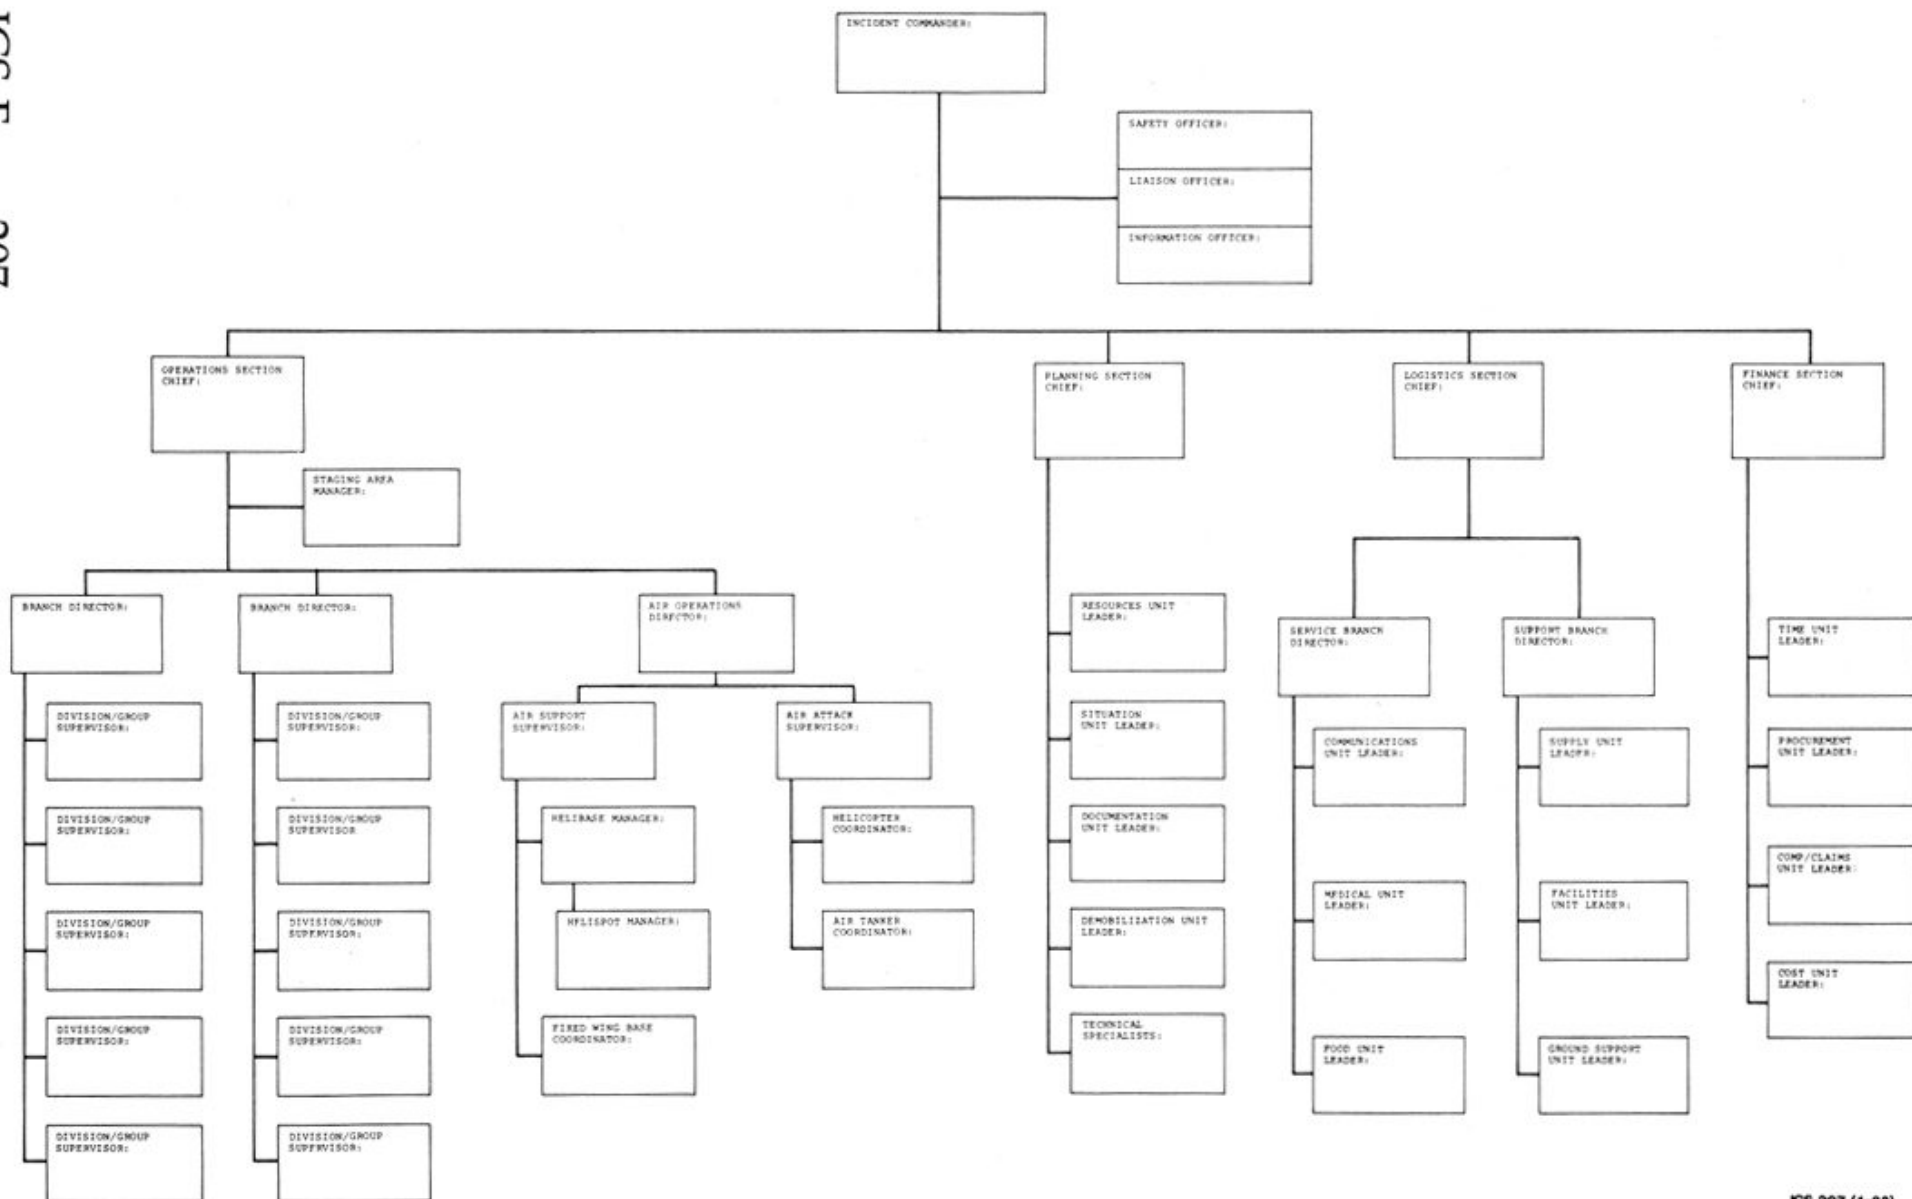 INCIDENT COMMANDER:
SAFETY OFFICER:
LIAISON OFFICER:
INFORMATION OFFICER:
OPERATIONS SECTION
CHIEF:
PLANNING SECTION
CHIEF:
LOGISTICS SECTION
CHIEF:
FINANCE SECTION
CHIEF:
STAGING AREA
MANAGER:
BRANCH DIRECTOR:
BRANCH DIRECTOR:
AIR OPERATIONS
DIRECTOR:
DIVISION/GROUP
SUPERVISOR:
DIVISION/GROUP
SUPERVISOR:
DIVISION/GROUP
SUPERVISOR:
DIVISION/GROUP
SUPERVISOR:
DIVISION/GROUP
SUPERVISOR:
DIVISION/GROUP
SUPERVISOR:
DIVISION/GROUP
SUPERVISOR
DIVISION/GROUP
SUPERVISOR:
DIVISION/GROUP
SUPERVISOR:
DIVISION/GROUP
SUPERVISOR:
AIR SUPPORT
SUPERVISOR:
HELIBASE MANAGER:
HELISPOT MANAGER:
FIXED WING BASE
COORDINATOR:
AIR ATTACK
SUPERVISOR:
HELICOPTER
COORDINATOR:
AIR TANKER
COORDINATOR:
RESOURCES UNIT
LEADER:
SITUATION
UNIT LEADER:
DOCUMENTATION
UNIT LEADER:
DEMOBILIZATION UNIT
LEADER:
TECHNICAL
SPECIALISTS:
SERVICE BRANCH
DIRECTOR:
COMMUNICATIONS
UNIT LEADER:
MEDICAL UNIT
LEADER:
FOOD UNIT
LEADER:
SUPPORT BRANCH
DIRECTOR:
SUPPLY UNIT
LEADER:
FACILITIES
UNIT LEADER:
GROUND SUPPORT
UNIT LEADER:
TIME UNIT
LEADER:
PROCUREMENT
UNIT LEADER:
COMP/CLAIMS
UNIT LEADER:
COST UNIT
LEADER: